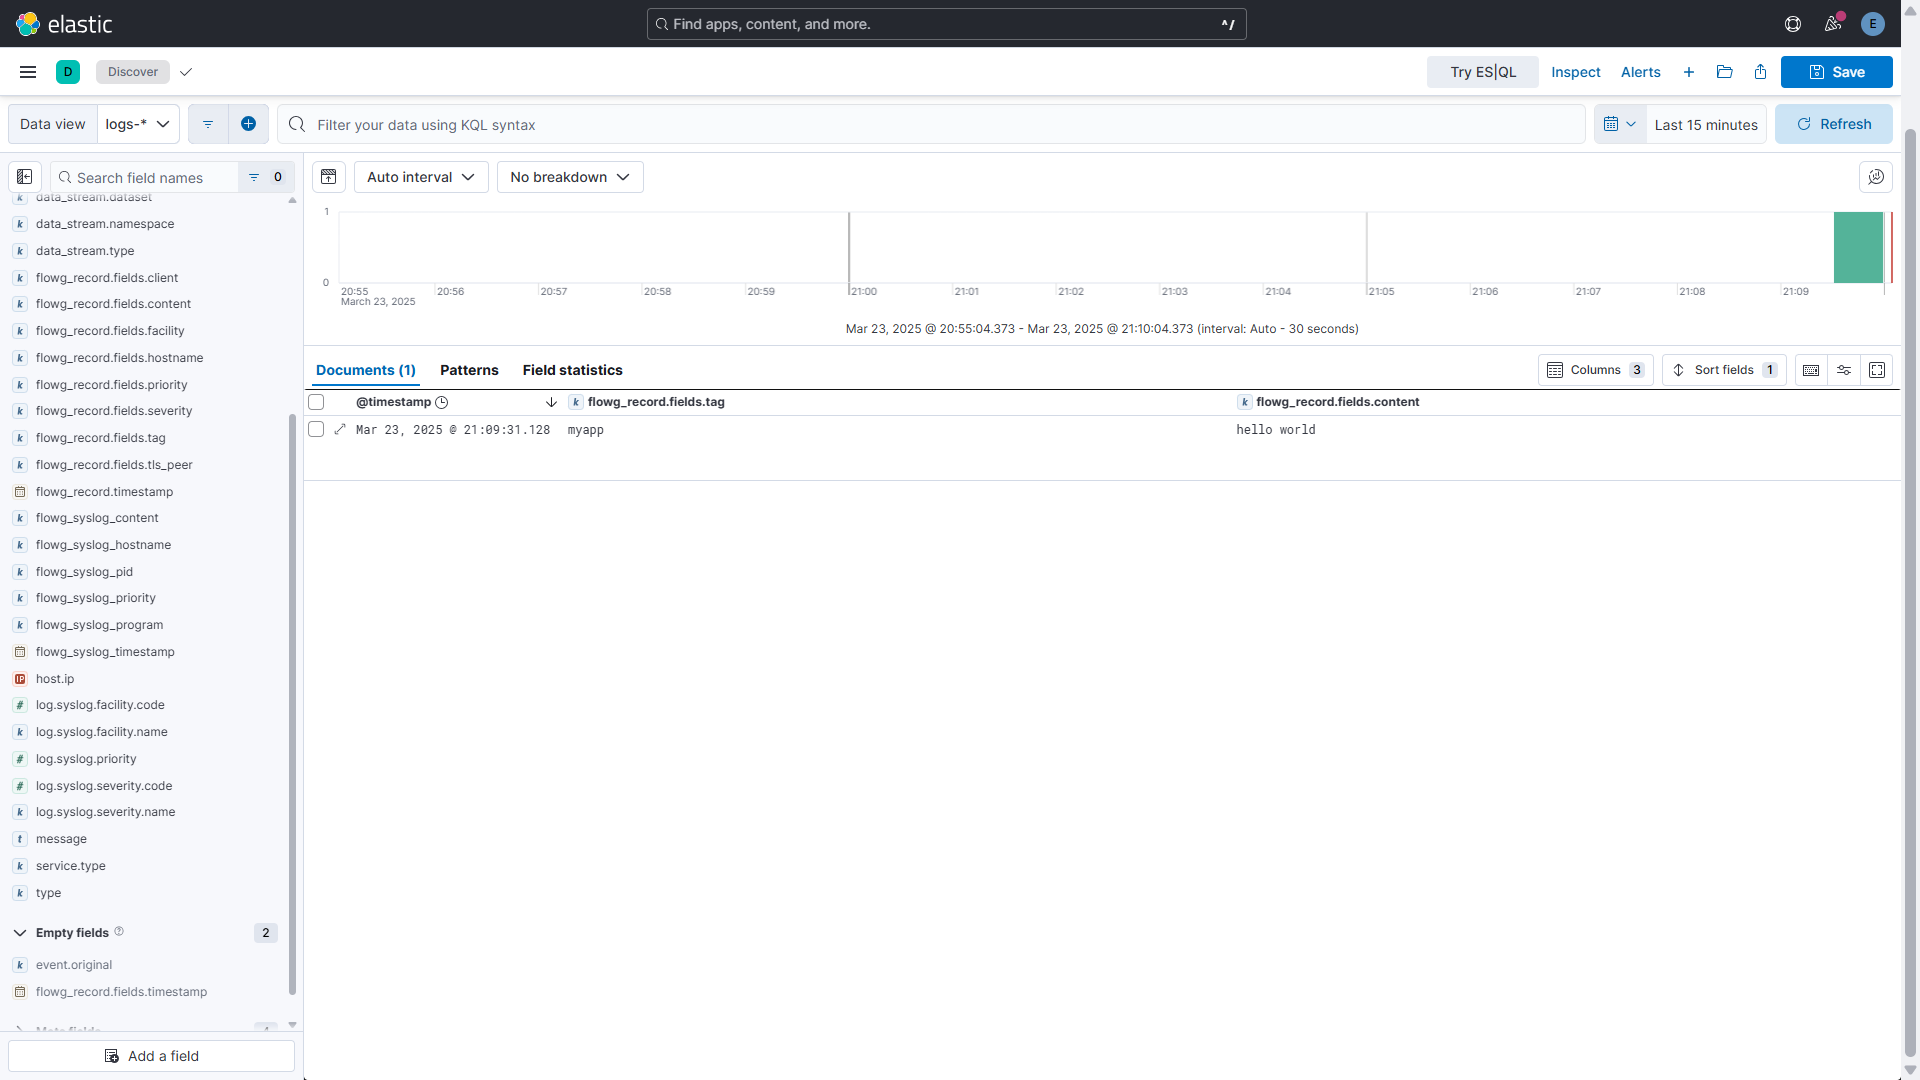 elastic
Find apps, content, and more.
^/
E
D
Discover
Try ES|QL
Inspect
Alerts
Save
Data view
logs-*
Filter your data using KQL syntax
Last 15 minutes
Refresh
Search field names
0
Auto interval
No breakdown
data_stream.dataset
data_stream.namespace
data_stream.type
flowg_record.fields.client
flowg_record.fields.content
flowg_record.fields.facility
flowg_record.fields.hostname
flowg_record.fields.priority
flowg_record.fields.severity
flowg_record.fields.tag
flowg_record.fields.tls_peer
flowg_record.timestamp
flowg_syslog_content
flowg_syslog_hostname
flowg_syslog_pid
flowg_syslog_priority
flowg_syslog_program
flowg_syslog_timestamp
host.ip
log.syslog.facility.code
log.syslog.facility.name
log.syslog.priority
log.syslog.severity.code
log.syslog.severity.name
message
service.type
type
Empty fields
2
event.original
flowg_record.fields.timestamp
Meta fields
Add a field
1
0
20:55
March 23, 2025
20:56
20:57
20:58
20:59
21:00
21:01
21:02
21:03
21:04
21:05
21:06
21:07
21:08
21:09
Mar 23, 2025 @ 20:55:04.373 - Mar 23, 2025 @ 21:10:04.373 (interval: Auto - 30 seconds)
Documents (1)
Patterns
Field statistics
Columns 3
Sort fields 1
@timestamp
k flowg_record.fields.tag
k flowg_record.fields.content
Mar 23, 2025 @ 21:09:31.128
myapp
hello world